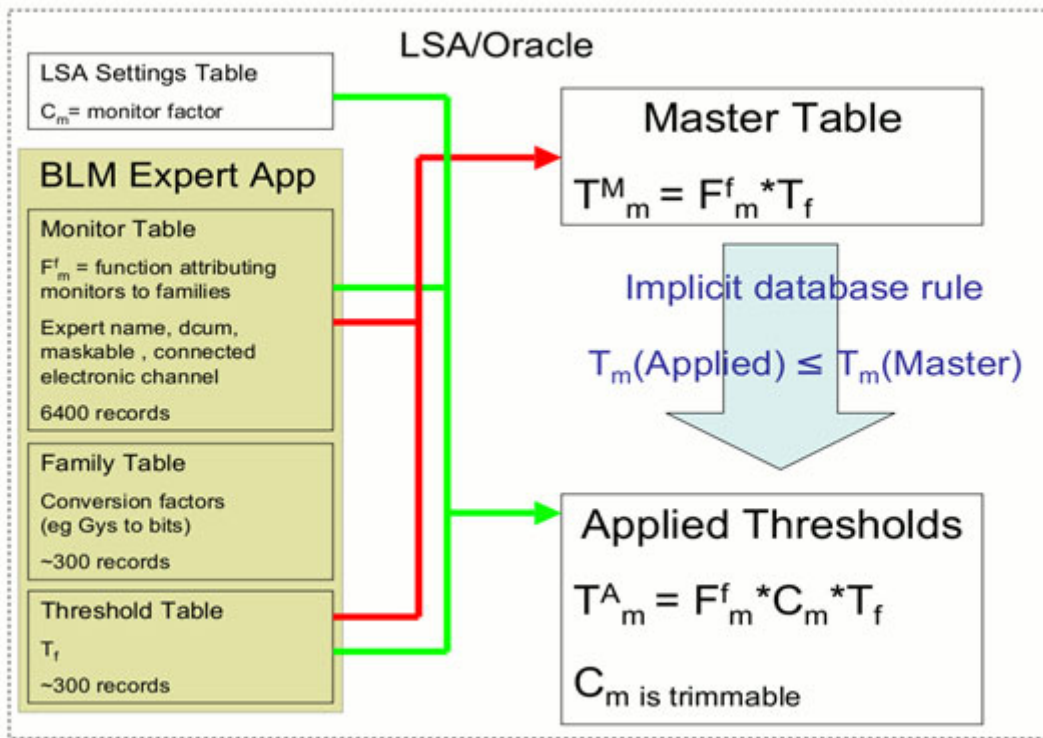 LSA/Oracle
LSA Settings Table
Cₘ= monitor factor
BLM Expert App
Monitor Table
Fᶠₘ = function attributing
monitors to families
Expert name, dcum,
maskable , connected
electronic channel
6400 records
Family Table
Conversion factors
(eg Gys to bits)
~300 records
Threshold Table
T_f
~300 records
Master Table
Tᴹₘ = Fᶠₘ*T_f
Implicit database rule
Tₘ(Applied) ≤ Tₘ(Master)
Applied Thresholds
Tᴬₘ = Fᶠₘ*Cₘ*T_f
Cₘ is trimmable